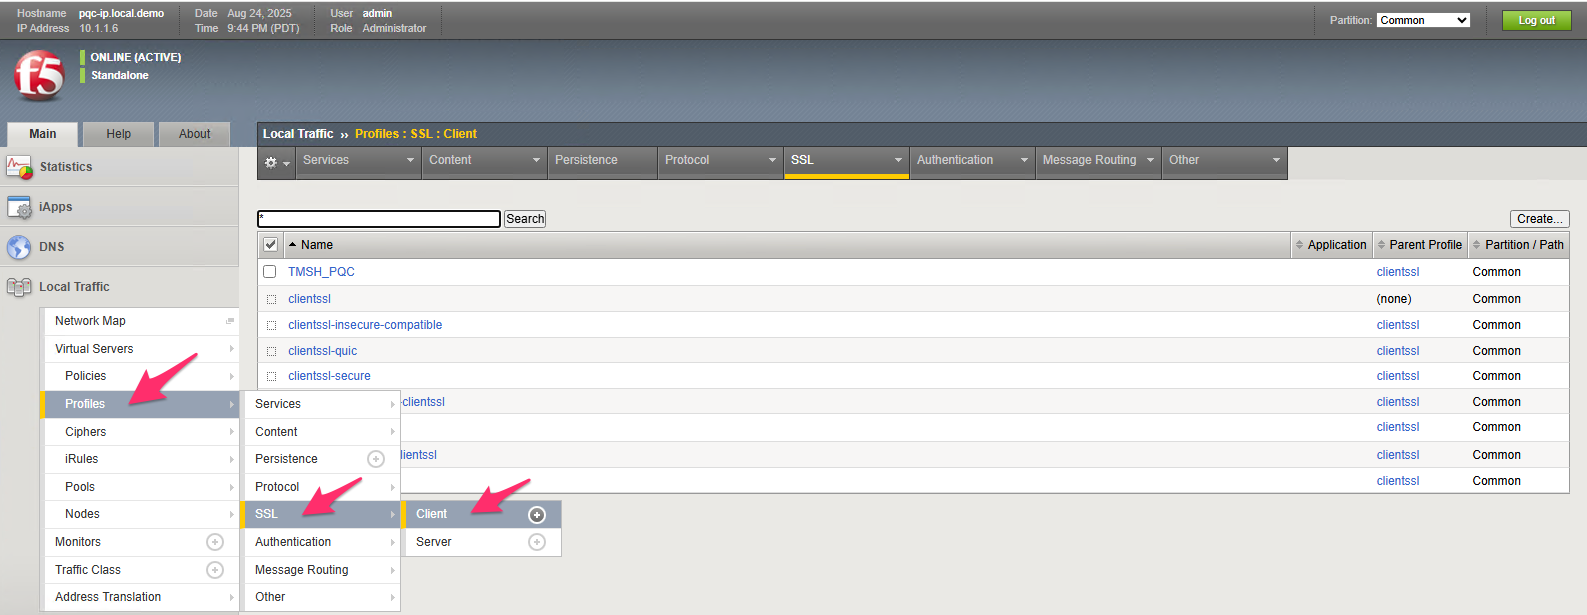 Hostname pqc-ip.local.demo Date Aug 24, 2025 User admin
IP Address 10.1.1.6 Time 9:44 PM (PDT) Role Administrator
Partition: Common Log out
f5
ONLINE (ACTIVE)
Standalone
Main Help About
Local Traffic ›› Profiles : SSL : Client
Services Content Persistence Protocol SSL Authentication Message Routing Other
Statistics
iApps
DNS
Local Traffic
Network Map
Virtual Servers
Policies
Profiles
Ciphers
iRules
Pools
Nodes
Monitors
Traffic Class
Address Translation
Services
Content
Persistence
Protocol
SSL
Authentication
Message Routing
Other
Client
Server
* Search Create...
Name Application Parent Profile Partition / Path
TMSH_PQC clientssl Common
clientssl (none) Common
clientssl-insecure-compatible clientssl Common
clientssl-quic clientssl Common
clientssl-secure clientssl Common
-clientssl clientssl Common
clientssl Common
lientssl clientssl Common
clientssl Common